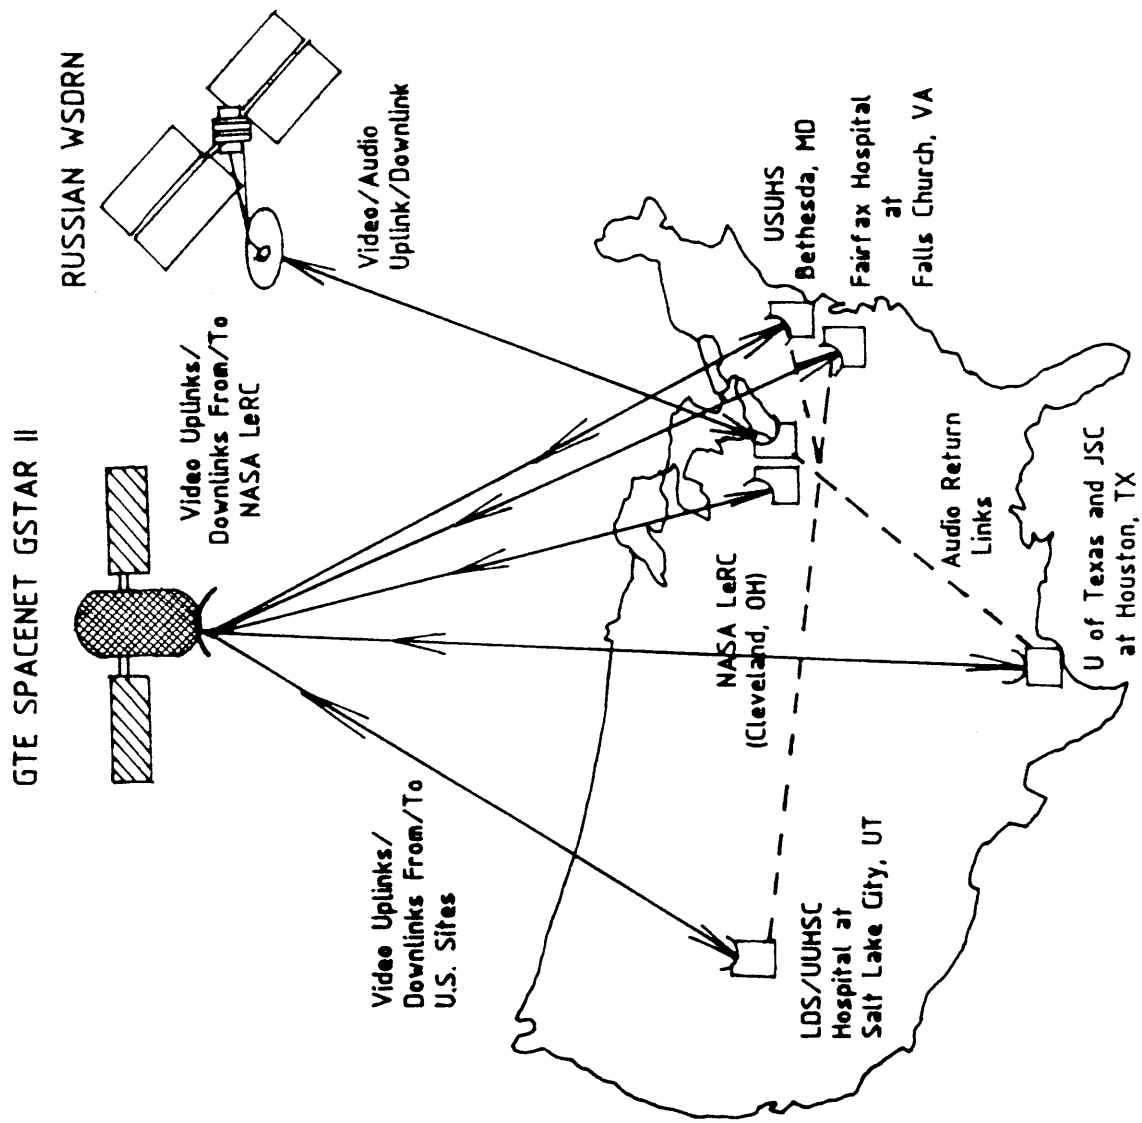 GTE SPACENET GSTAR II
RUSSIAN WSDRN
Video Uplinks/
Downlinks From/To
NASA LeRC
Video/Audio
Uplink/Downlink
Video Uplinks/
Downlinks From/To
U.S. Sites
NASA LeRC
(Cleveland, OH)
USUHS
Bethesda, MD
Fairfax Hospital
at
Falls Church, VA
LDS/UUHSC
Hospital at
Salt Lake City, UT
Audio Return
Links
U of Texas and JSC
at Houston, TX